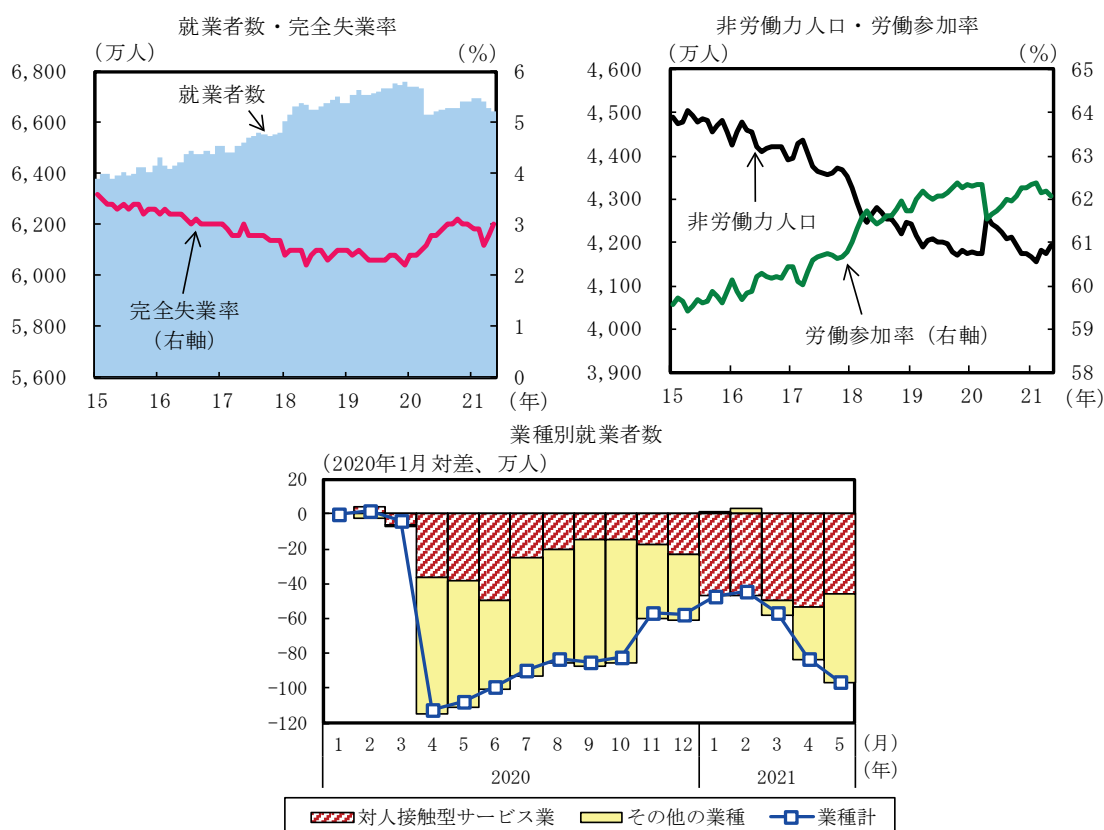 就業者数・完全失業率
(万人)
(%)
6,800
6,600
6,400
6,200
6,000
5,800
5,600
6
5
4
3
2
1
0
就業者数
完全失業率
(右軸)
15 16 17 18 19 20 21
(年)
非労働力人口・労働参加率
(万人)
(%)
4,600
4,500
4,400
4,300
4,200
4,100
4,000
3,900
65
64
63
62
61
60
59
58
非労働力人口
労働参加率(右軸)
15 16 17 18 19 20 21
(年)
業種別就業者数
(2020年1月対差、万人)
20
0
-20
-40
-60
-80
-100
-120
1 2 3 4 5 6 7 8 9 10 11 12 1 2 3 4 5 (月)
2020 2021 (年)
対人接触型サービス業 その他の業種 業種計